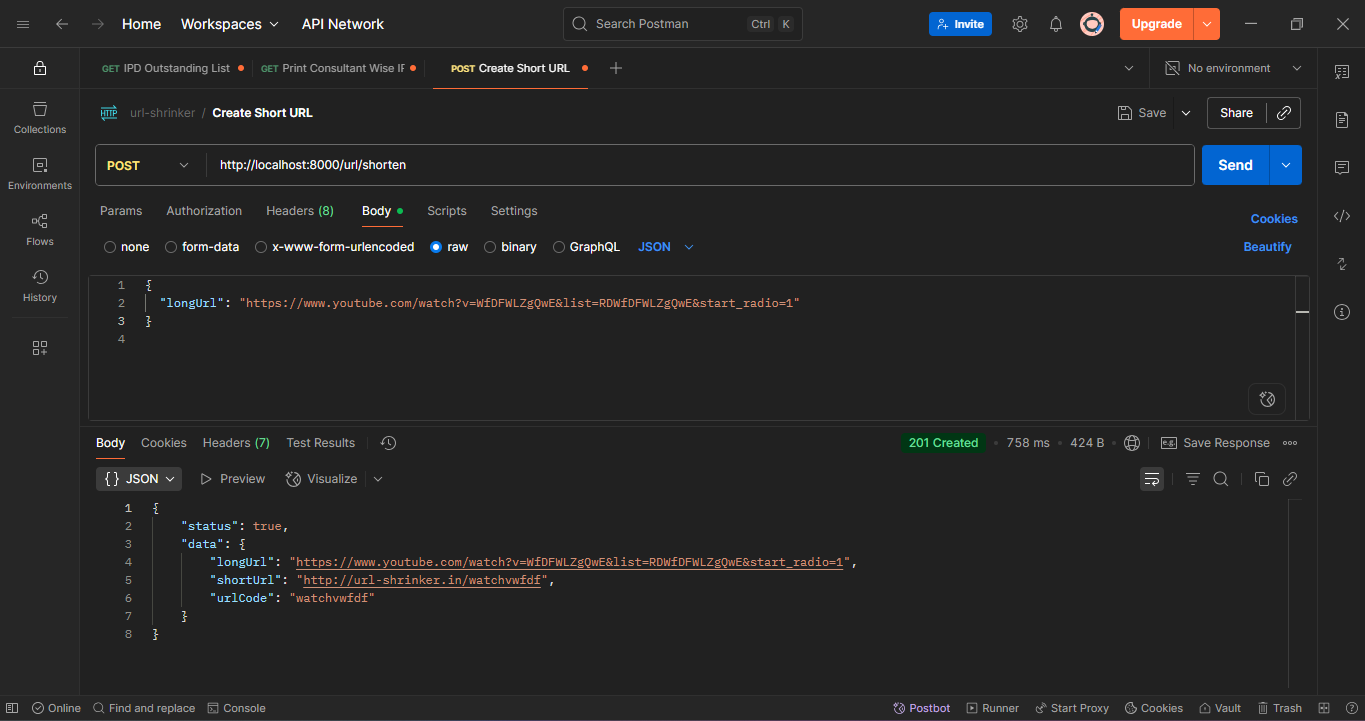 Home Workspaces API Network Search Postman Ctrl K Invite Upgrade
GET IPD Outstanding List GET Print Consultant Wise IF POST Create Short URL No environment
url-shrinker / Create Short URL Save Share
Collections
POST http://localhost:8000/url/shorten Send
Environments
Params Authorization Headers (8) Body Scripts Settings Cookies
Flows
none form-data x-www-form-urlencoded raw binary GraphQL JSON Beautify
History
1 {
2 "longUrl": "https://www.youtube.com/watch?v=WfDFWLZgQwE&list=RDWfDFWLZgQwE&start_radio=1"
3 }
4
Body Cookies Headers (7) Test Results 201 Created 758 ms 424 B e.g. Save Response
{} JSON Preview Visualize
1 {
2 "status": true,
3 "data": {
4 "longUrl": "https://www.youtube.com/watch?v=WfDFWLZgQwE&list=RDWfDFWLZgQwE&start_radio=1",
5 "shortUrl": "http://url-shrinker.in/watchvwfdf",
6 "urlCode": "watchvwfdf"
7 }
8 }
Online Find and replace Console Postbot Runner Start Proxy Cookies Vault Trash